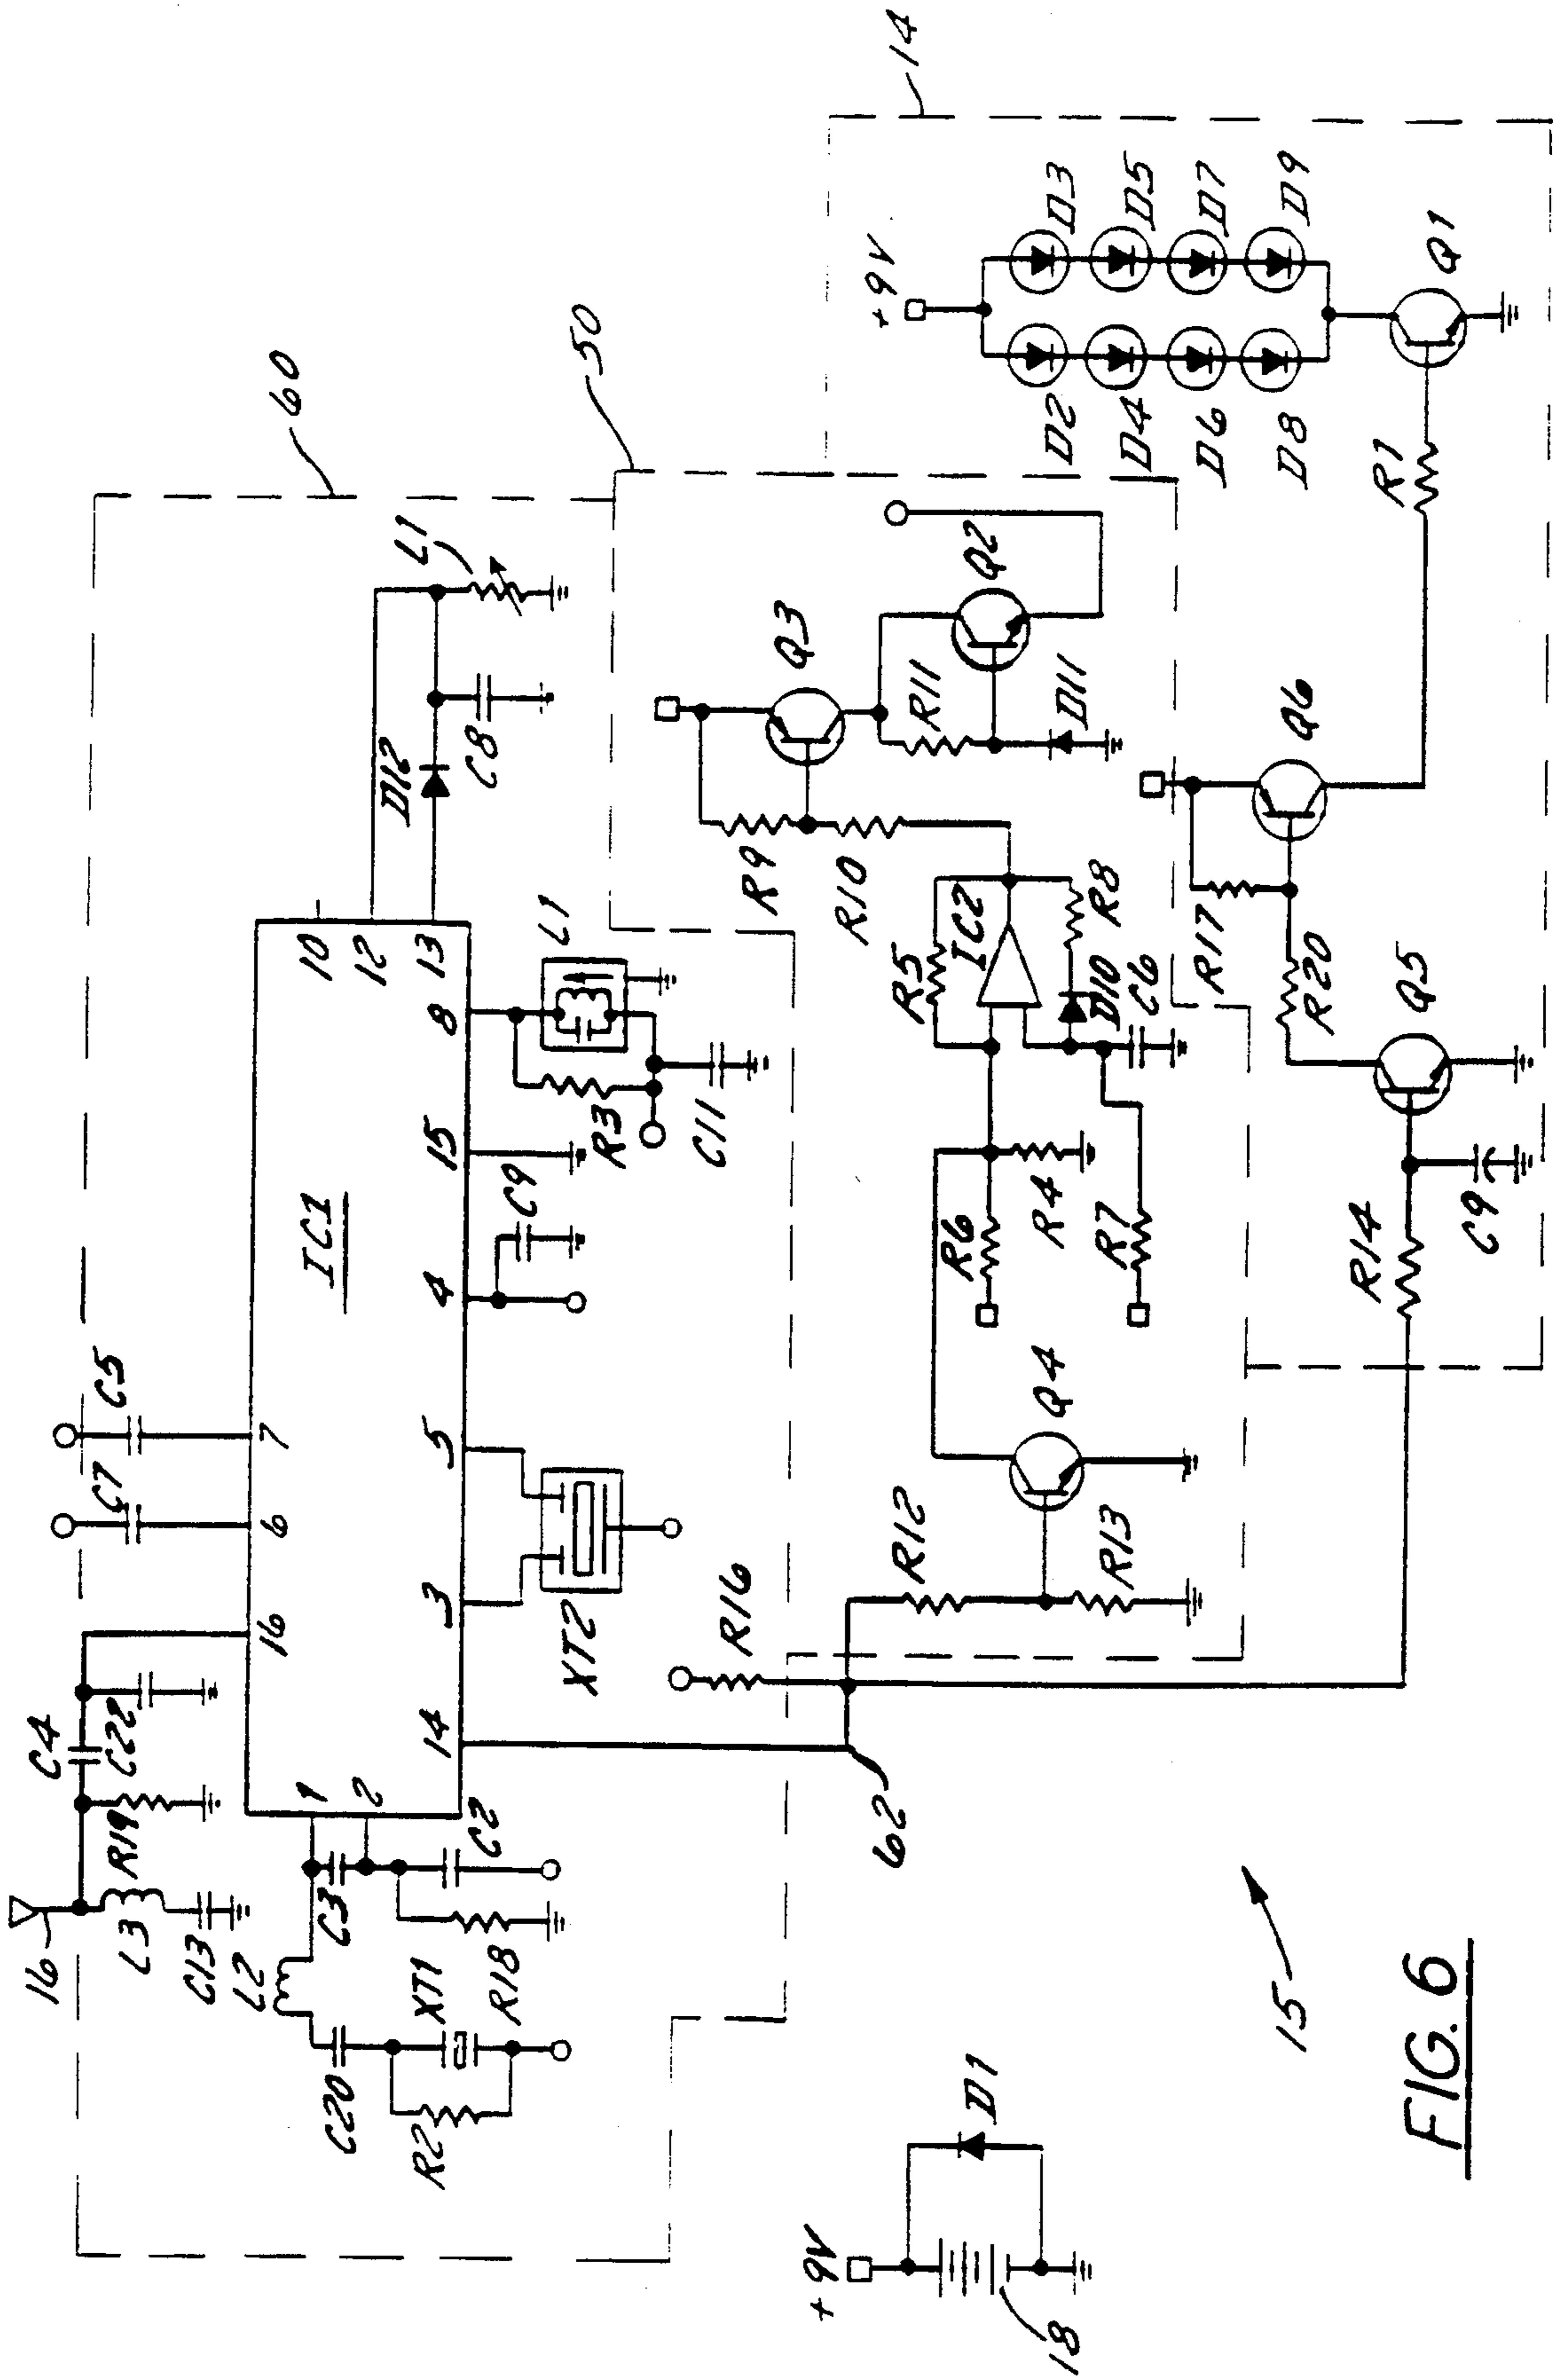 14
60
50
16
C4
C7
C5
L3
R19
C22
C13
L2
C3
C2
C20
XT1
R18
R2
16
6
7
1
2
IC1
10
12
13
14
3
5
4
15
8
D12
L1
C8
XT2
C9
R3
L1
C11
R16
62
R9
Q3
R10
R11
Q2
D11
R5
IC2
R8
D10
C6
R6
R4
R7
Q4
R12
R13
+9V
D2
D3
D4
D5
D6
D7
D8
D9
Q1
R1
Q6
R17
R20
Q5
R14
C9
+9V
D1
18
15
FIG. 6